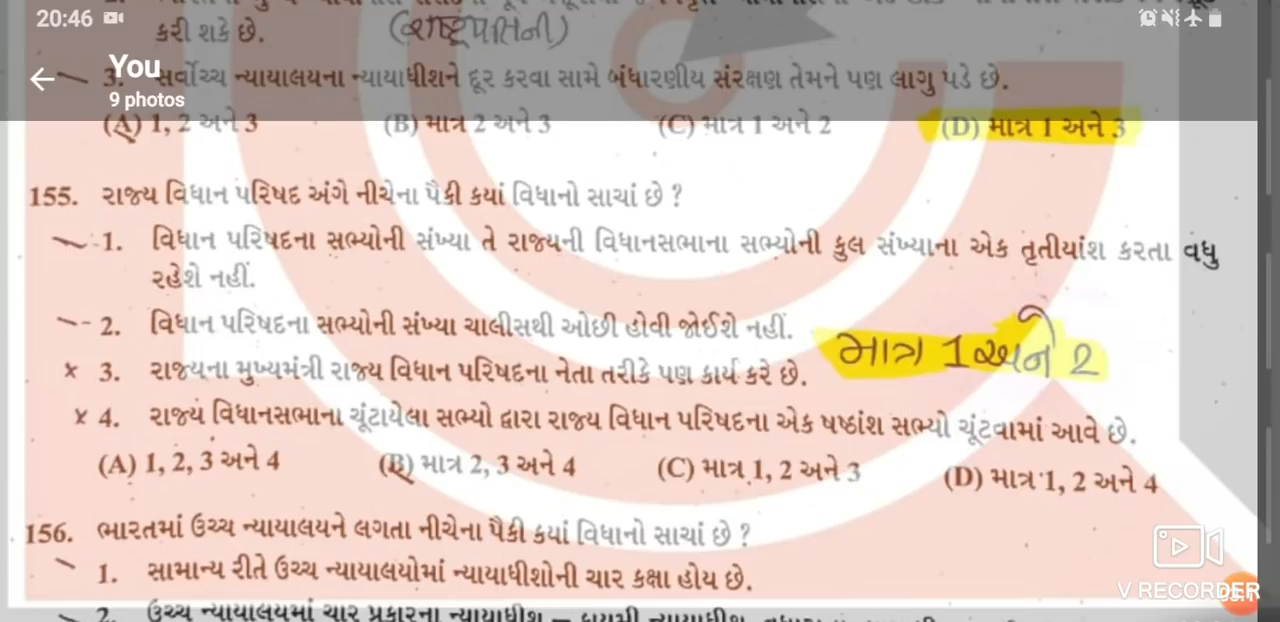 20:46
કરી શકે છે. (રાષ્ટ્રપતિની)
You
9 photos
3. સર્વોચ્ચ ન્યાયાલયના ન્યાયાધીશને દૂર કરવા સામે બંધારણીય સંરક્ષણ તેમને પણ લાગુ પડે છે.
(A) 1, 2 અને 3 (B) માત્ર 2 અને 3 (C) માત્ર 1 અને 2 (D) માત્ર 1 અને 3
155. રાજ્ય વિધાન પરિષદ અંગે નીચેના પૈકી કયાં વિધાનો સાચાં છે ?
1. વિધાન પરિષદના સભ્યોની સંખ્યા તે રાજ્યની વિધાનસભાના સભ્યોની કુલ સંખ્યાના એક તૃતીયાંશ કરતા વધુ
રહેશે નહીં.
2. વિધાન પરિષદના સભ્યોની સંખ્યા ચાલીસથી ઓછી હોવી જોઈશે નહીં.
માત્ર 1 અને 2
× 3. રાજ્યના મુખ્યમંત્રી રાજ્ય વિધાન પરિષદના નેતા તરીકે પણ કાર્ય કરે છે.
× 4. રાજ્ય વિધાનસભાના ચૂંટાયેલા સભ્યો દ્વારા રાજ્ય વિધાન પરિષદના એક ષષ્ઠાંશ સભ્યો ચૂંટવામાં આવે છે.
(A) 1, 2, 3 અને 4 (B) માત્ર 2, 3 અને 4 (C) માત્ર 1, 2 અને 3 (D) માત્ર 1, 2 અને 4
156. ભારતમાં ઉચ્ચ ન્યાયાલયને લગતા નીચેના પૈકી કયાં વિધાનો સાચાં છે ?
1. સામાન્ય રીતે ઉચ્ચ ન્યાયાલયોમાં ન્યાયાધીશોની ચાર કક્ષા હોય છે.
V RECORDER
2. ઉચ્ચ ન્યાયાલયમાં ચાર પ્રકારના ન્યાયાધીશ –